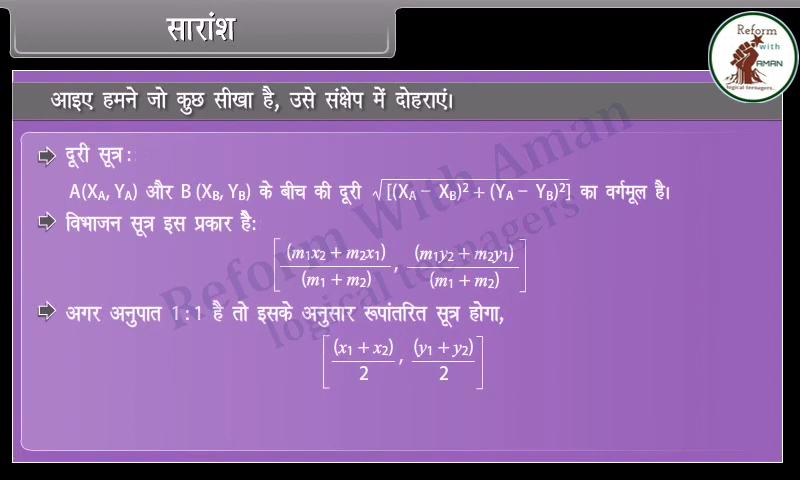 सारांश
Reform
with
AMAN
logical teenagers.
आइए हमने जो कुछ सीखा है, उसे संक्षेप में दोहराएं।
दूरी सूत्र:
A(XA, YA) और B (XB, YB) के बीच की दूरी √[(XA − XB)² + (YA − YB)²] का वर्गमूल है।
विभाजन सूत्र इस प्रकार है:
[(m₁x₂ + m₂x₁)/(m₁ + m₂), (m₁y₂ + m₂y₁)/(m₁ + m₂)]
अगर अनुपात 1 : 1 है तो इसके अनुसार रूपांतरित सूत्र होगा,
[(x₁ + x₂)/2, (y₁ + y₂)/2]
Reform With Aman
logical teenagers